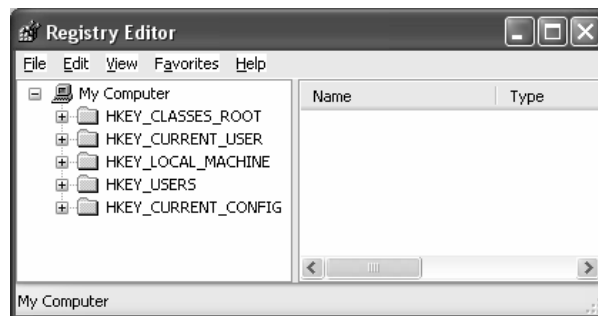 Registry Editor
File Edit View Favorites Help
My Computer
HKEY_CLASSES_ROOT
HKEY_CURRENT_USER
HKEY_LOCAL_MACHINE
HKEY_USERS
HKEY_CURRENT_CONFIG
Name Type
My Computer